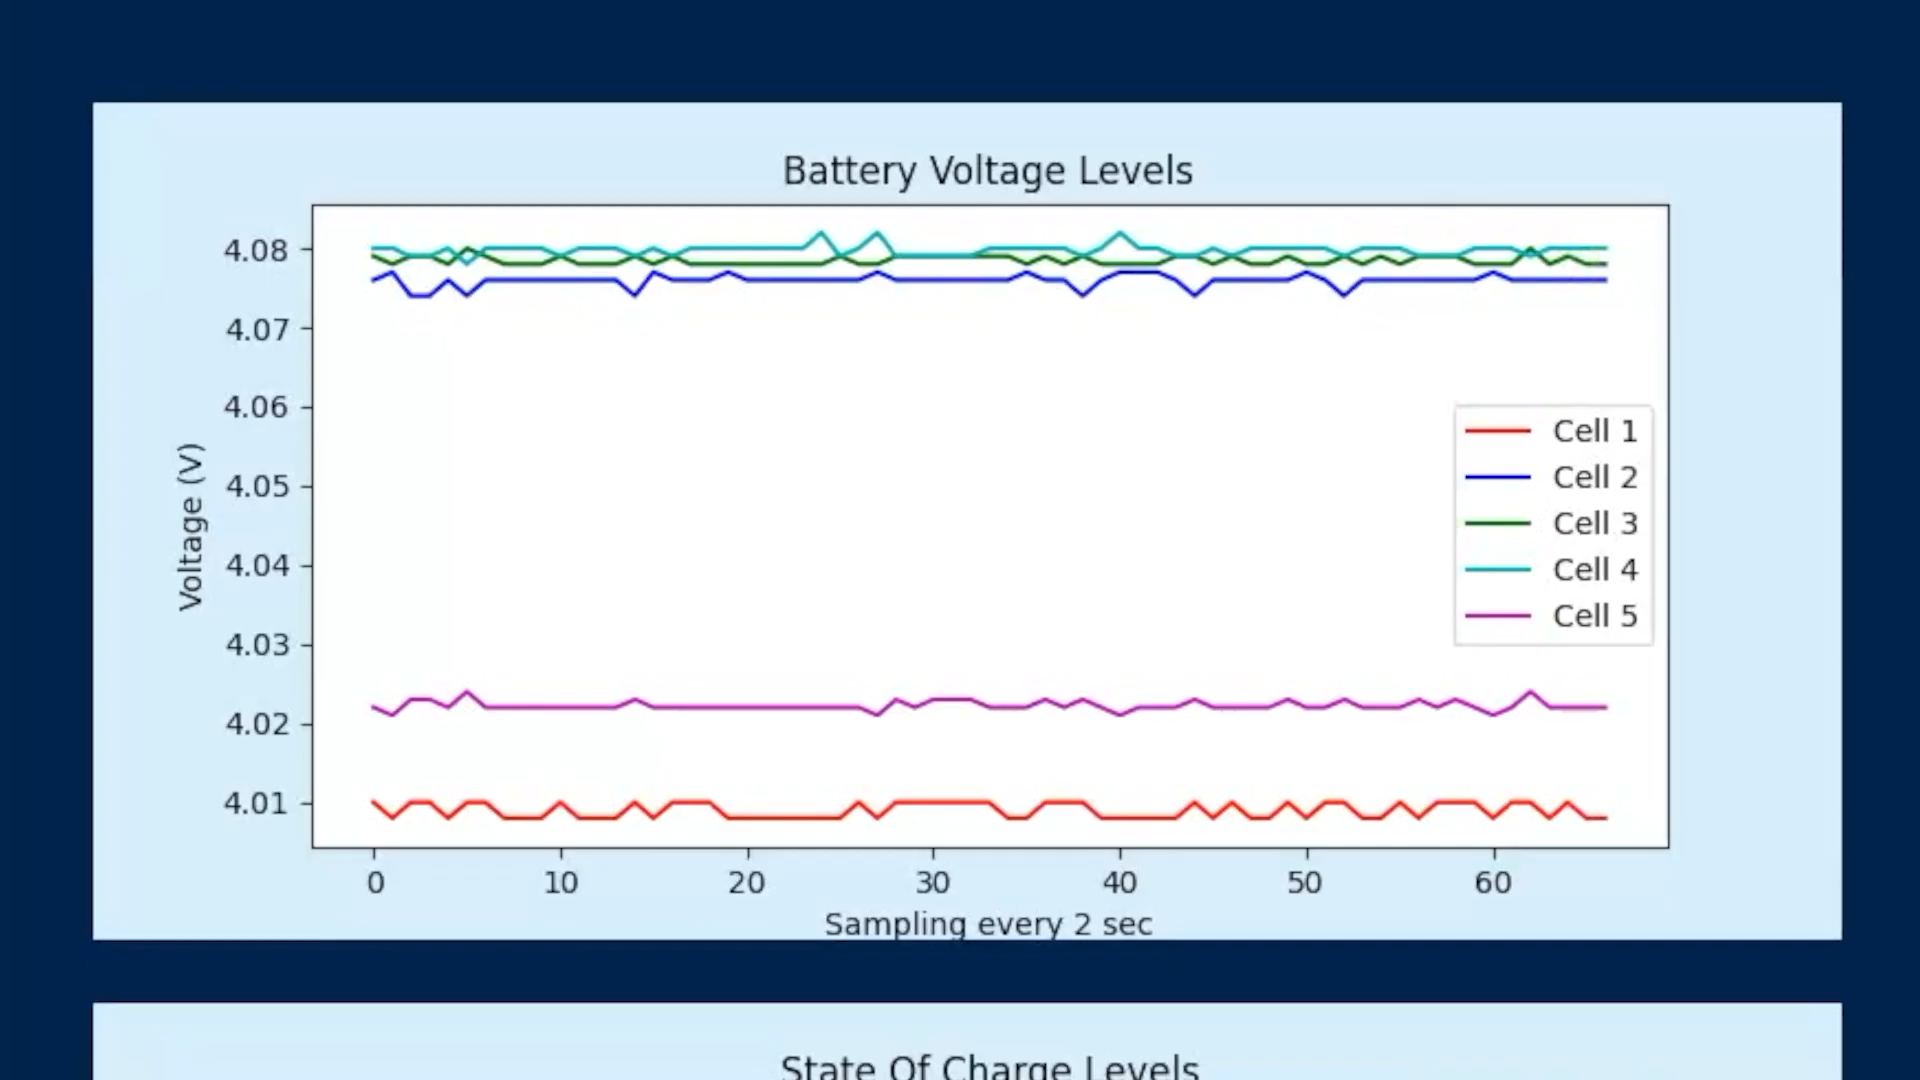 Battery Voltage Levels
4.08
4.07
4.06
4.05
4.04
4.03
4.02
4.01
Voltage (V)
Cell 1
Cell 2
Cell 3
Cell 4
Cell 5
0 10 20 30 40 50 60
Sampling every 2 sec
State Of Charge Levels